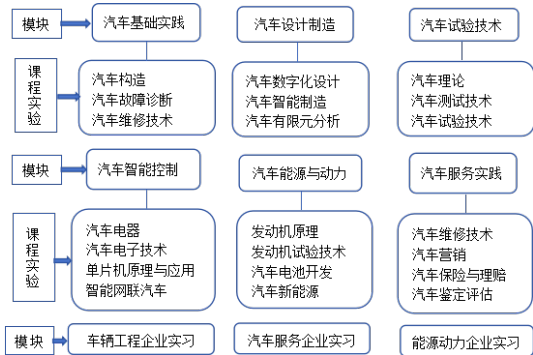 模块
汽车基础实践
汽车设计制造
汽车试验技术
课程实验
汽车构造
汽车故障诊断
汽车维修技术
汽车数字化设计
汽车智能制造
汽车有限元分析
汽车理论
汽车测试技术
汽车试验技术
模块
汽车智能控制
汽车能源与动力
汽车服务实践
课程实验
汽车电器
汽车电子技术
单片机原理与应用
智能网联汽车
发动机原理
发动机试验技术
汽车电池开发
汽车新能源
汽车维修技术
汽车营销
汽车保险与理赔
汽车鉴定评估
模块
车辆工程企业实习
汽车服务企业实习
能源动力企业实习